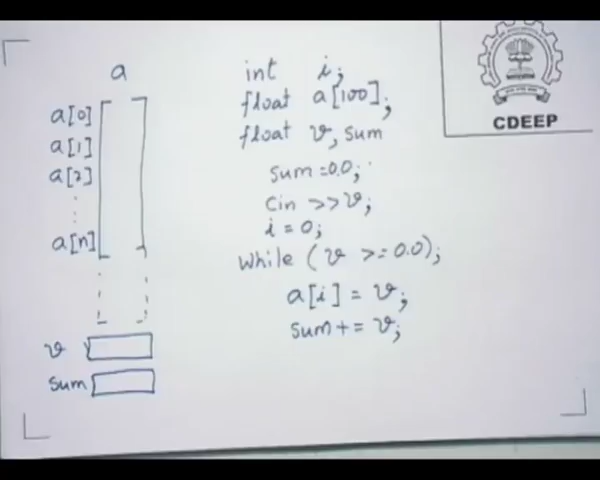 a
a[0]
a[1]
a[2]
a[n]
v
sum
int i;
float a[100];
float v, sum
sum = 0.0;
cin >> v;
i = 0;
while (v >= 0.0);
a[i] = v;
sum += v;
CDEEP